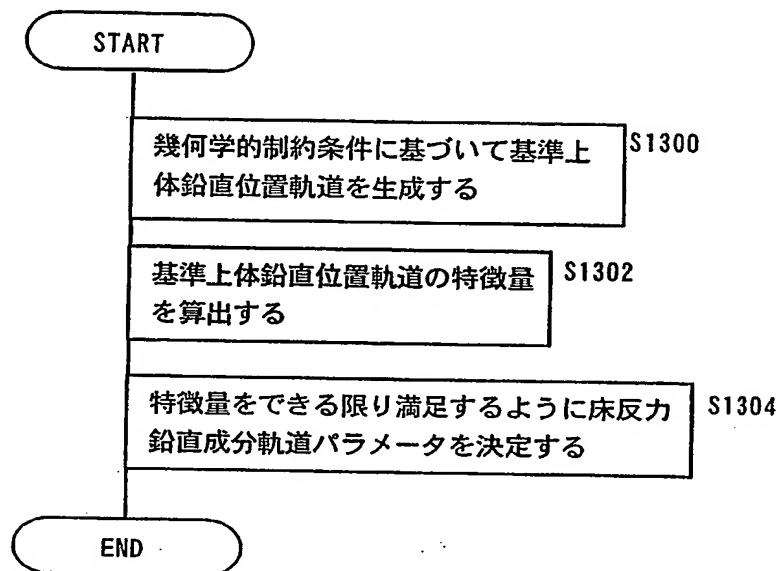 START
幾何学的制約条件に基づいて基準上
体鉛直位置軌道を生成する
S1300
基準上体鉛直位置軌道の特徴量
を算出する
S1302
特徴量をできる限り満足するように床反力
鉛直成分軌道パラメータを決定する
S1304
END